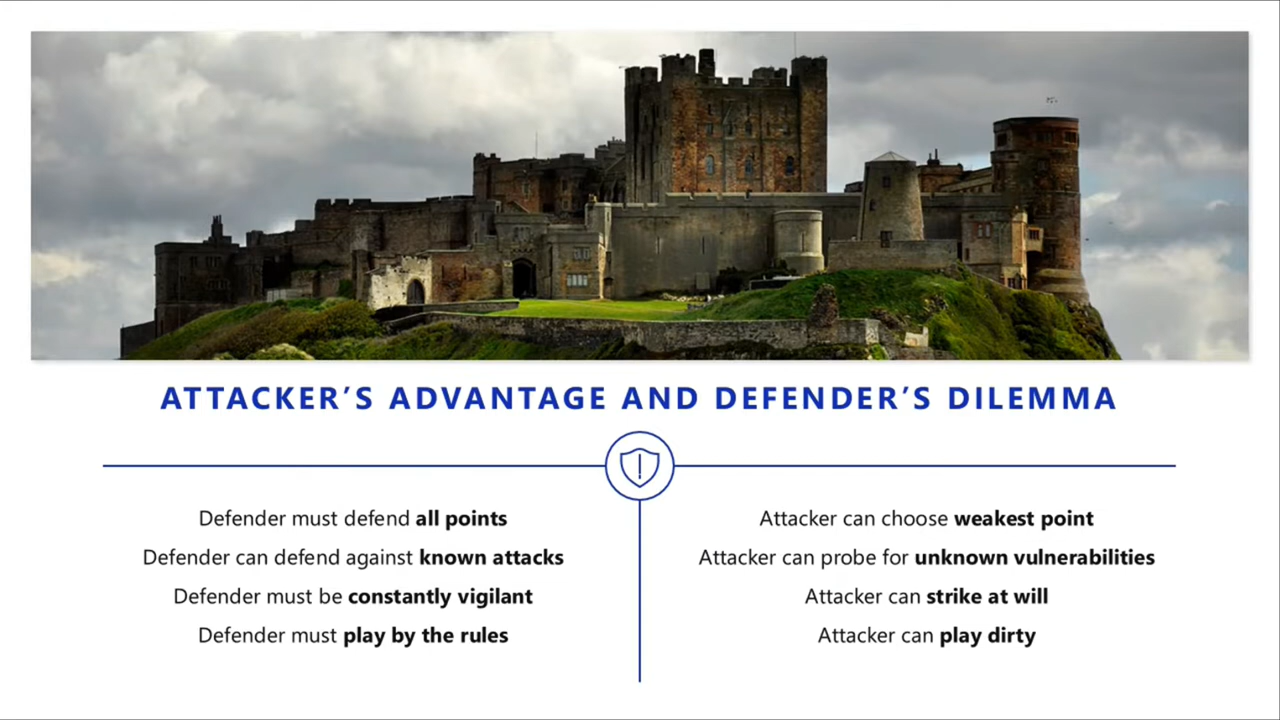 ATTACKER’S ADVANTAGE AND DEFENDER’S DILEMMA
Defender must defend all points
Defender can defend against known attacks
Defender must be constantly vigilant
Defender must play by the rules
Attacker can choose weakest point
Attacker can probe for unknown vulnerabilities
Attacker can strike at will
Attacker can play dirty